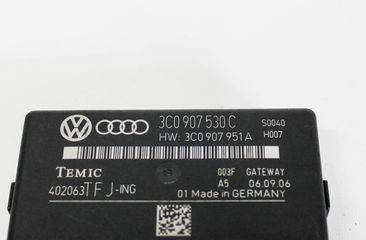 3C0 907 530 C S0040
HW: 3C0 907 951 A H007
TEMIC 003F GATEWAY
402063TFJ-ING A5 06.09.06
01 Made in GERMANY